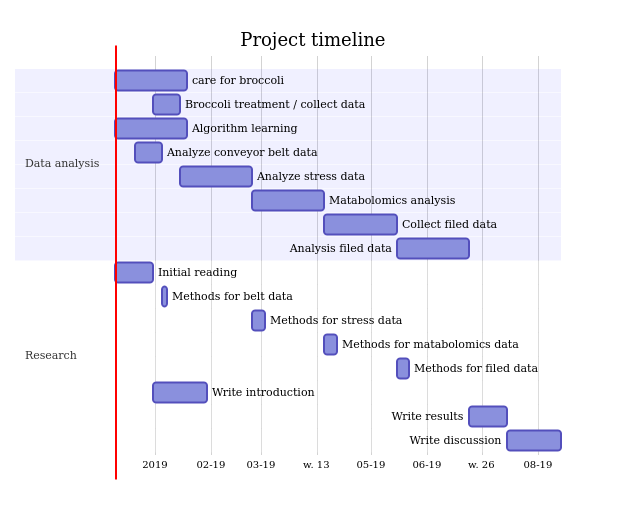 Project timeline
care for broccoli
Broccoli treatment / collect data
Algorithm learning
Analyze conveyor belt data
Data analysis
Analyze stress data
Matabolomics analysis
Collect filed data
Analysis filed data
Initial reading
Methods for belt data
Methods for stress data
Methods for matabolomics data
Research
Methods for filed data
Write introduction
Write results
Write discussion
2019 02-19 03-19 w. 13 05-19 06-19 w. 26 08-19